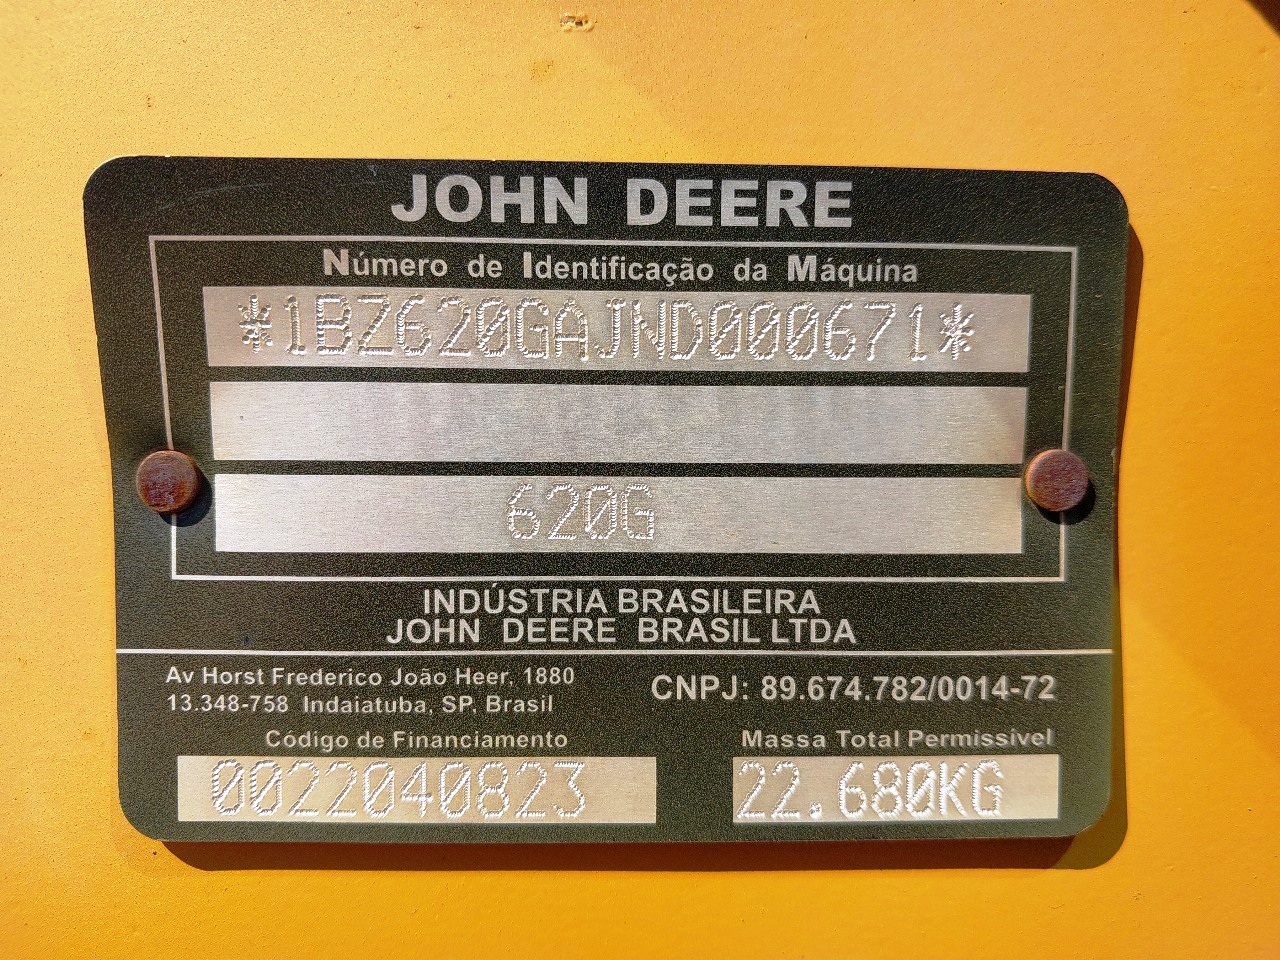 JOHN DEERE
Número de Identificação da Máquina
*1BZ620GAJND000671*
620G
INDÚSTRIA BRASILEIRA
JOHN DEERE BRASIL LTDA
Av Horst Frederico João Heer, 1880
13.348-758 Indaiatuba, SP, Brasil
CNPJ: 89.674.782/0014-72
Código de Financiamento
0022040823
Massa Total Permissível
22.680KG